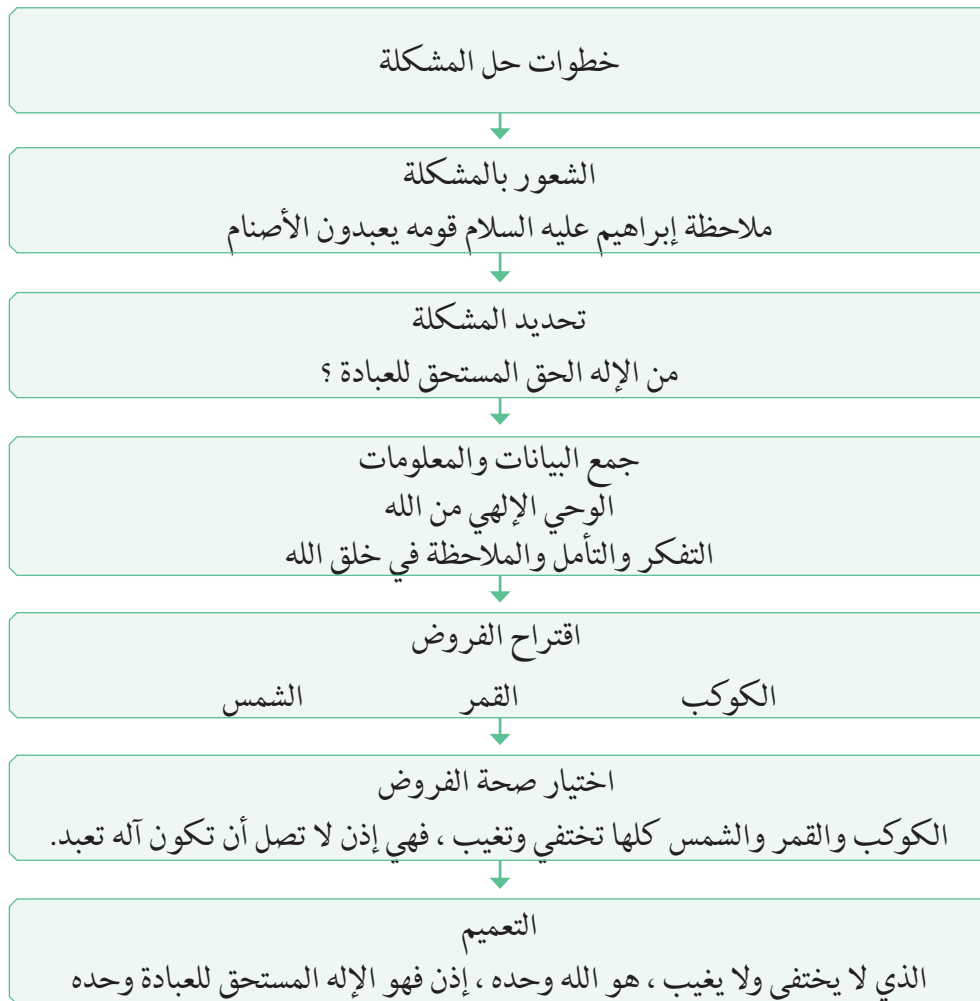 خطوات حل المشكلة
الشعور بالمشكلة
ملاحظة إبراهيم عليه السلام قومه يعبدون الأصنام
تحديد المشكلة
من الإله الحق المستحق للعبادة ؟
جمع البيانات والمعلومات
الوحي الإلهي من الله
التفكر والتأمل والملاحظة في خلق الله
اقتراح الفروض
الكوكب القمر الشمس
اختيار صحة الفروض
الكوكب والقمر والشمس كلها تختفي وتغيب ، فهي إذن لا تصل أن تكون آله تعبد.
التعميم
الذي لا يختفي ولا يغيب ، هو الله وحده ، إذن فهو الإله المستحق للعبادة وحده